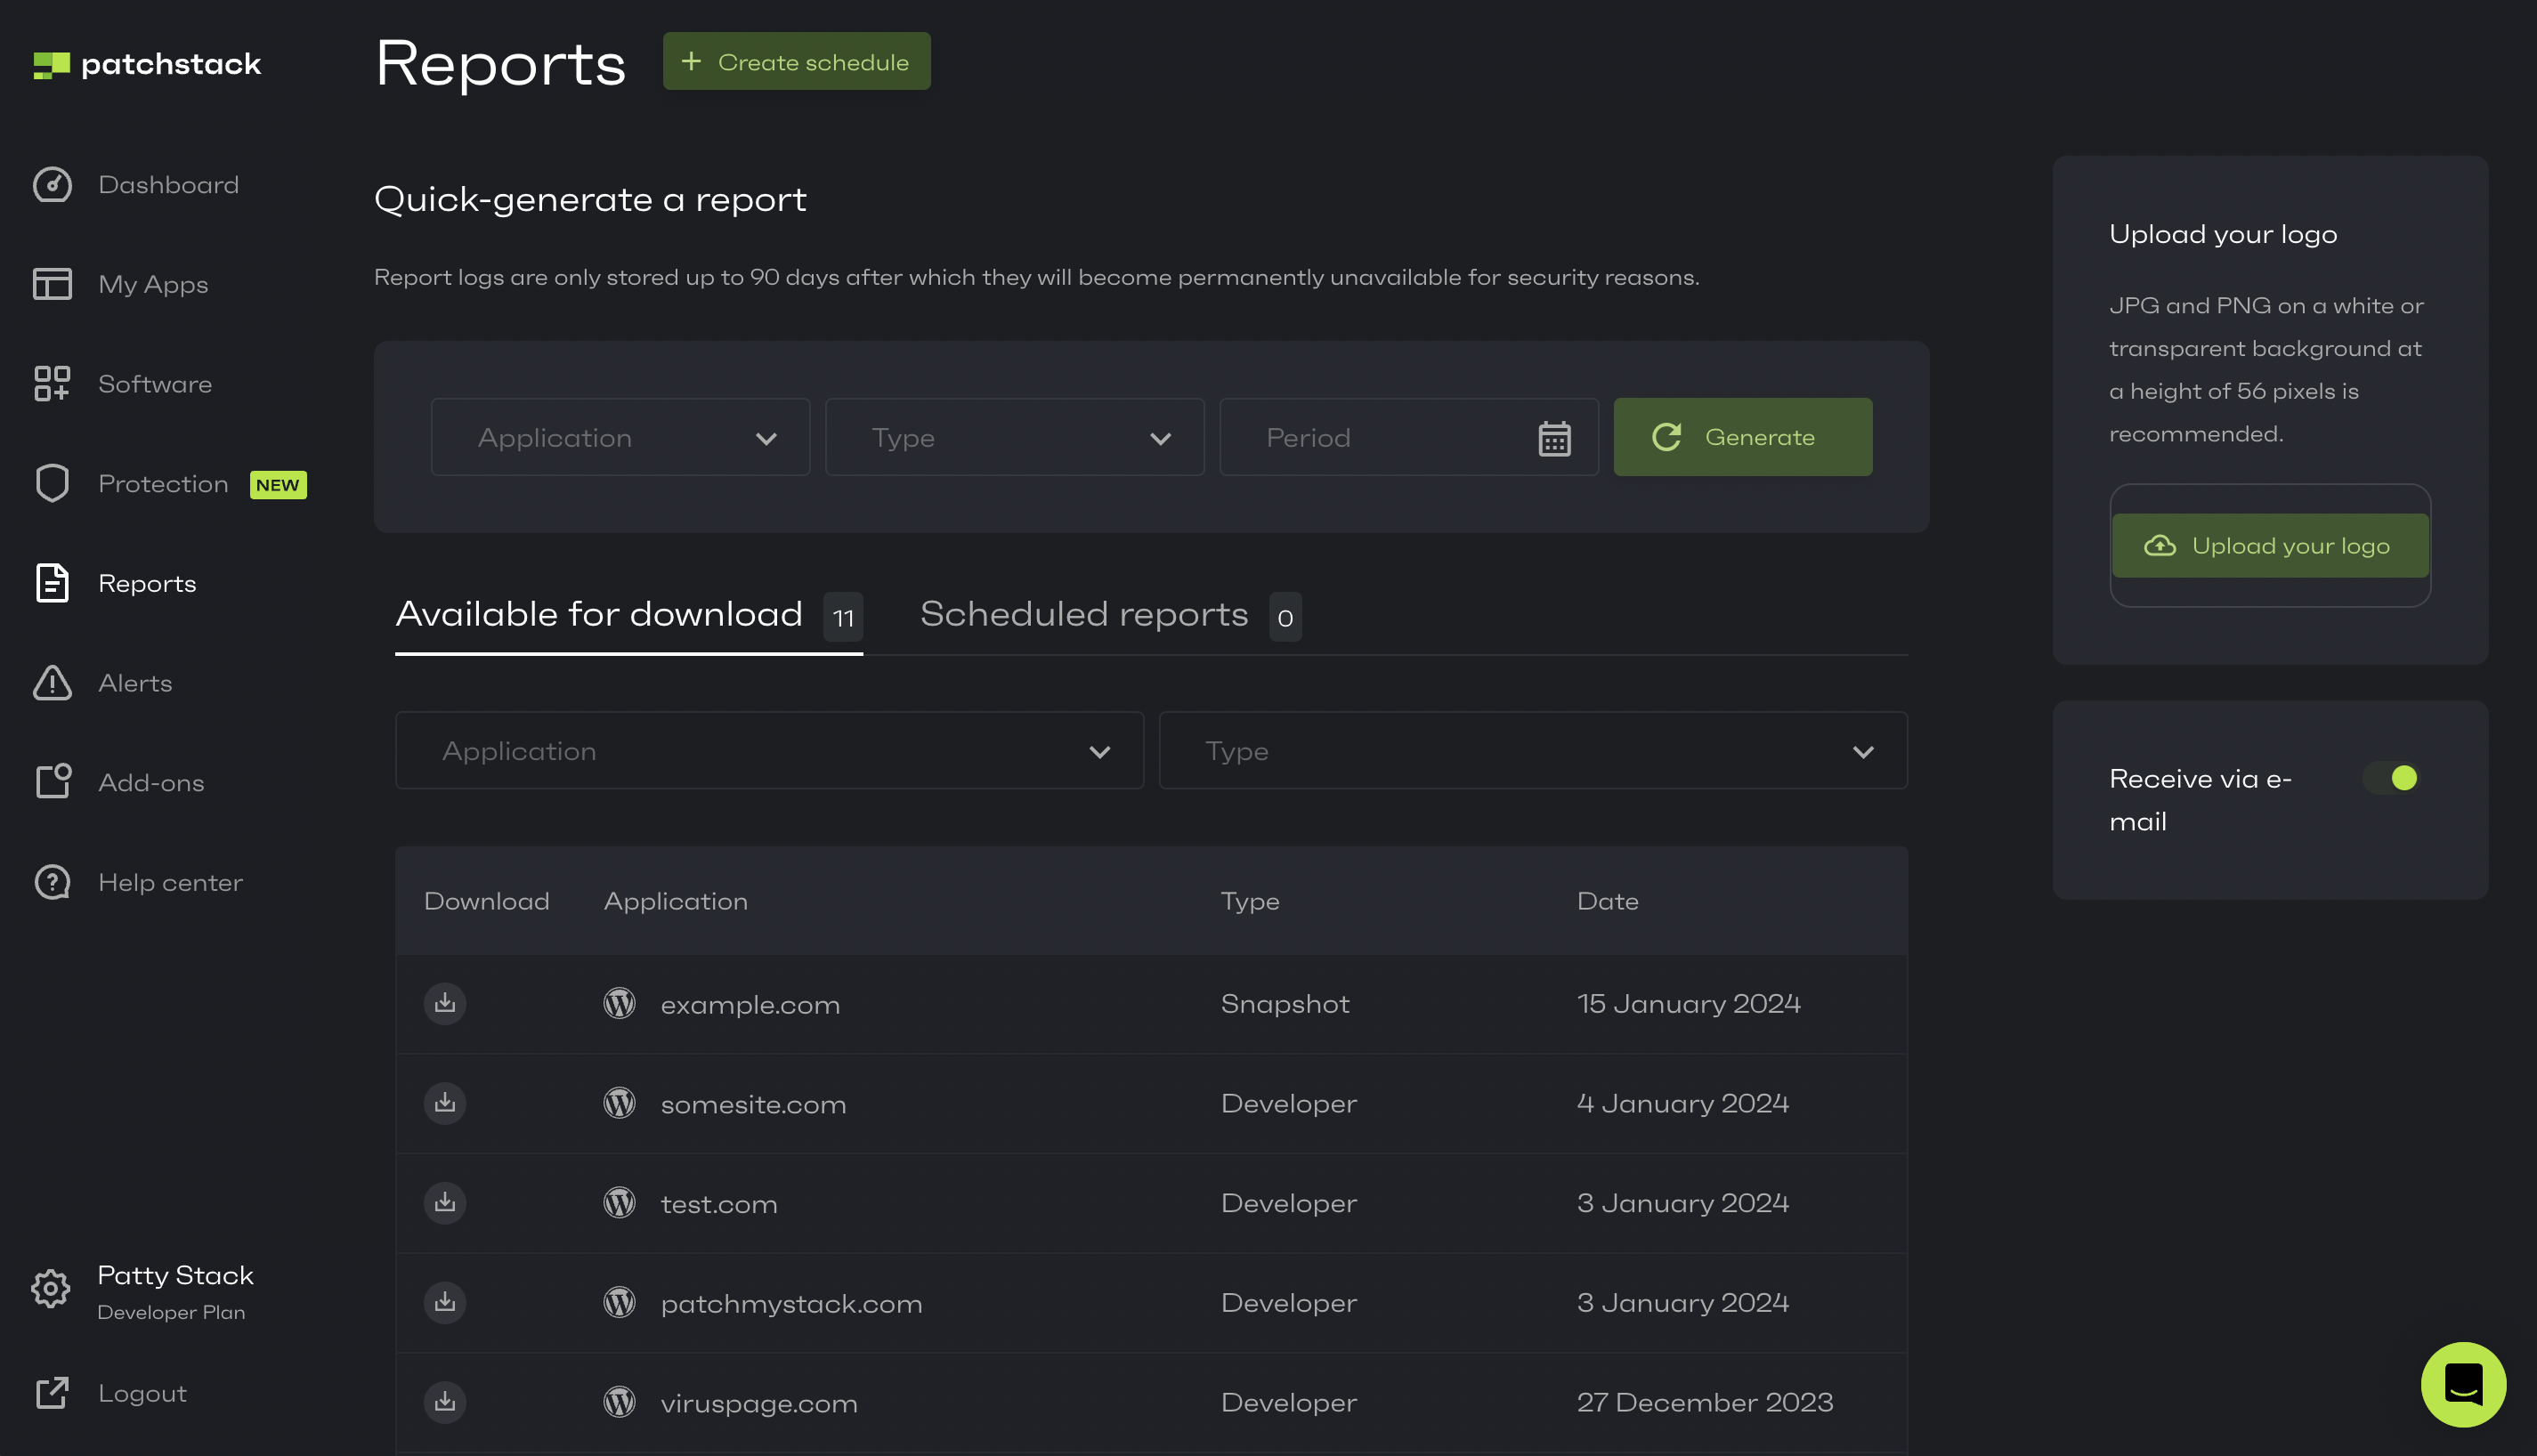 patchstack
Reports
+ Create schedule
Dashboard
My Apps
Software
Protection NEW
Reports
Alerts
Add-ons
Help center
Patty Stack
Developer Plan
Logout
Quick-generate a report
Report logs are only stored up to 90 days after which they will become permanently unavailable for security reasons.
Application Type Period Generate
Available for download 11 Scheduled reports 0
Application Type
Download Application Type Date
example.com Snapshot 15 January 2024
somesite.com Developer 4 January 2024
test.com Developer 3 January 2024
patchmystack.com Developer 3 January 2024
viruspage.com Developer 27 December 2023
Upload your logo
JPG and PNG on a white or
transparent background at
a height of 56 pixels is
recommended.
Upload your logo
Receive via e-
mail